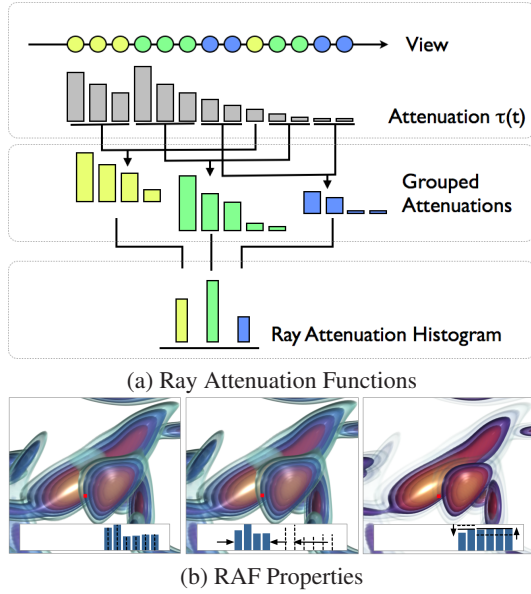 View
Attenuation τ(t)
Grouped
Attenuations
Ray Attenuation Histogram
(a) Ray Attenuation Functions
(b) RAF Properties